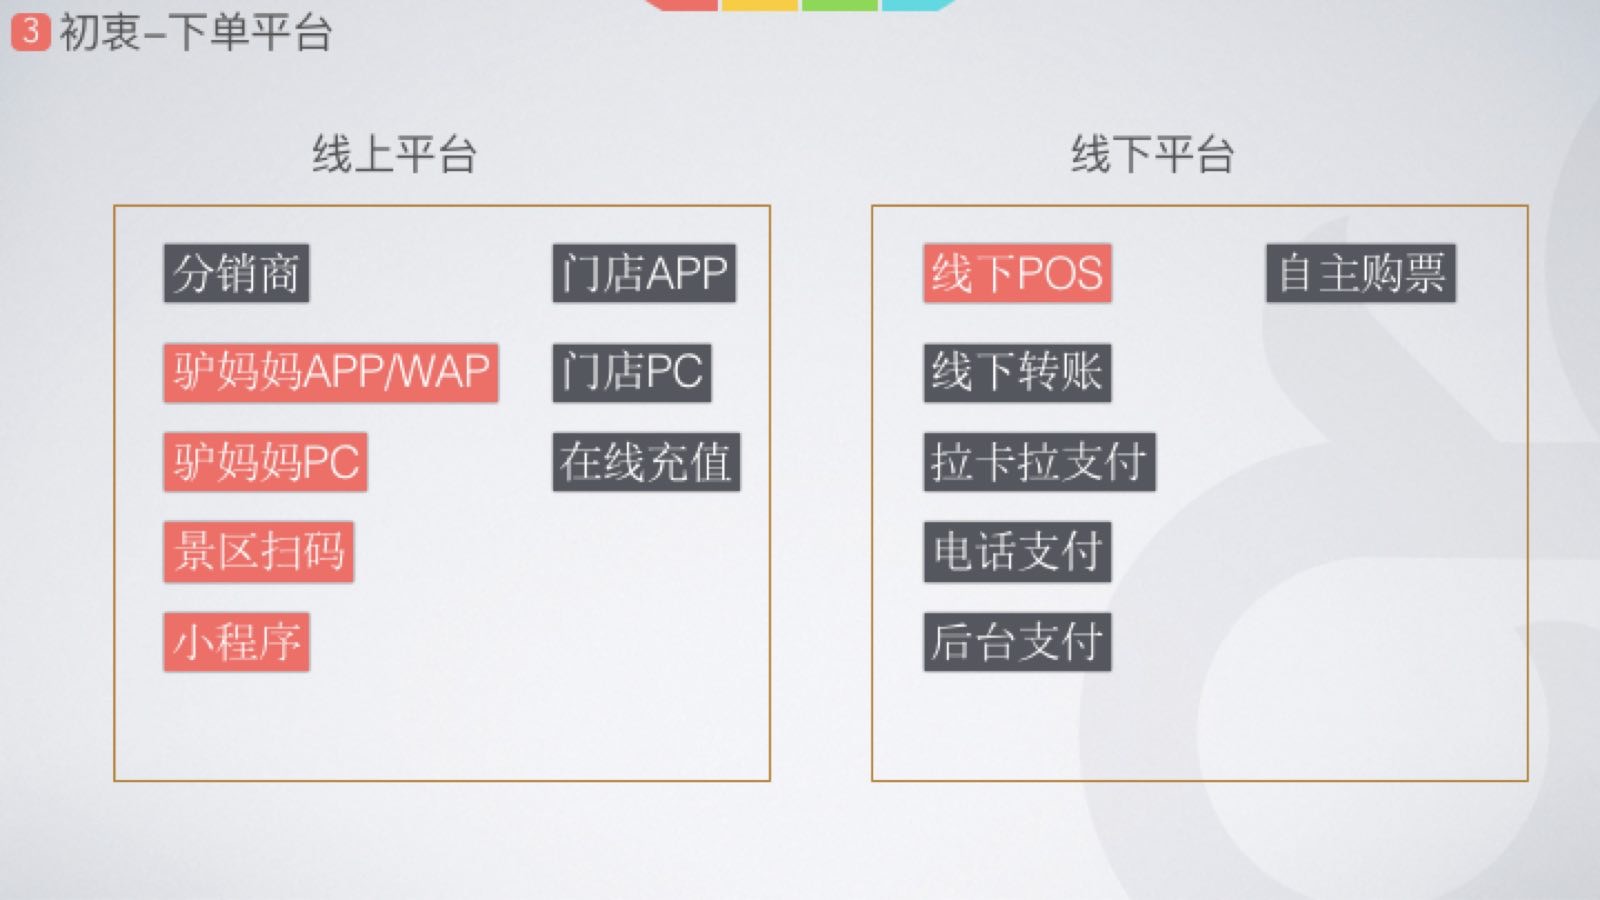 3 初衷–下单平台
线上平台
分销商
驴妈妈APP/WAP
驴妈妈PC
景区扫码
小程序
门店APP
门店PC
在线充值
线下平台
线下POS
线下转账
拉卡拉支付
电话支付
后台支付
自主购票